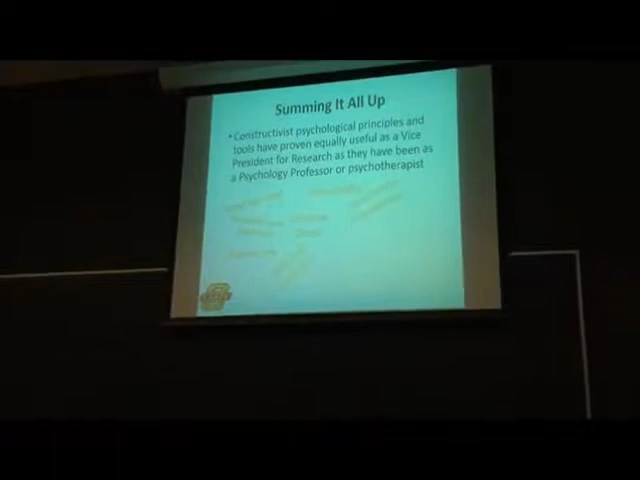 Summing It All Up
• Constructivist psychological principles and
tools have proven equally useful as a Vice
President for Research as they have been as
a Psychology Professor or psychotherapist